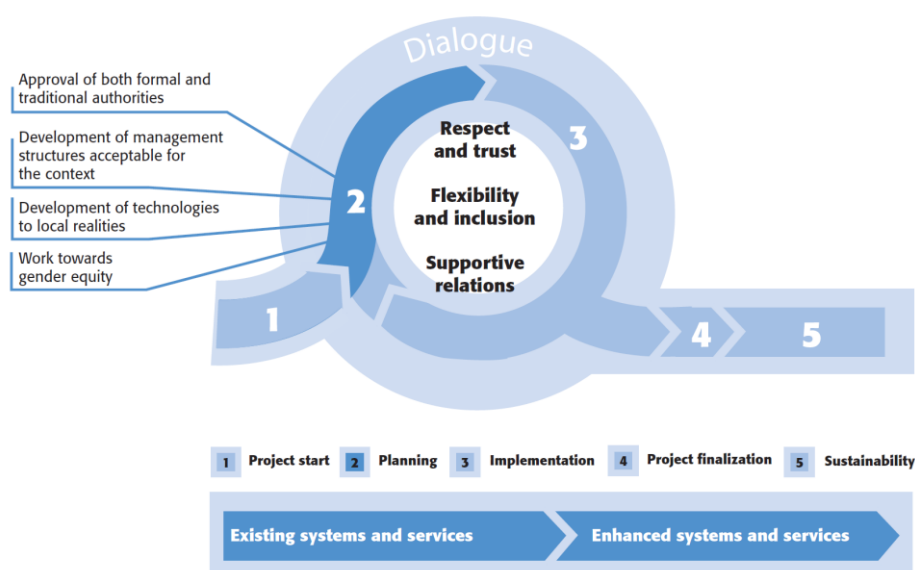 Dialogue
Approval of both formal and
traditional authorities
Development of management
structures acceptable for
the context
Development of technologies
to local realities
Work towards
gender equity
1
2
3
4
5
Respect
and trust
Flexibility
and inclusion
Supportive
relations
1 Project start 2 Planning 3 Implementation 4 Project finalization 5 Sustainability
Existing systems and services Enhanced systems and services